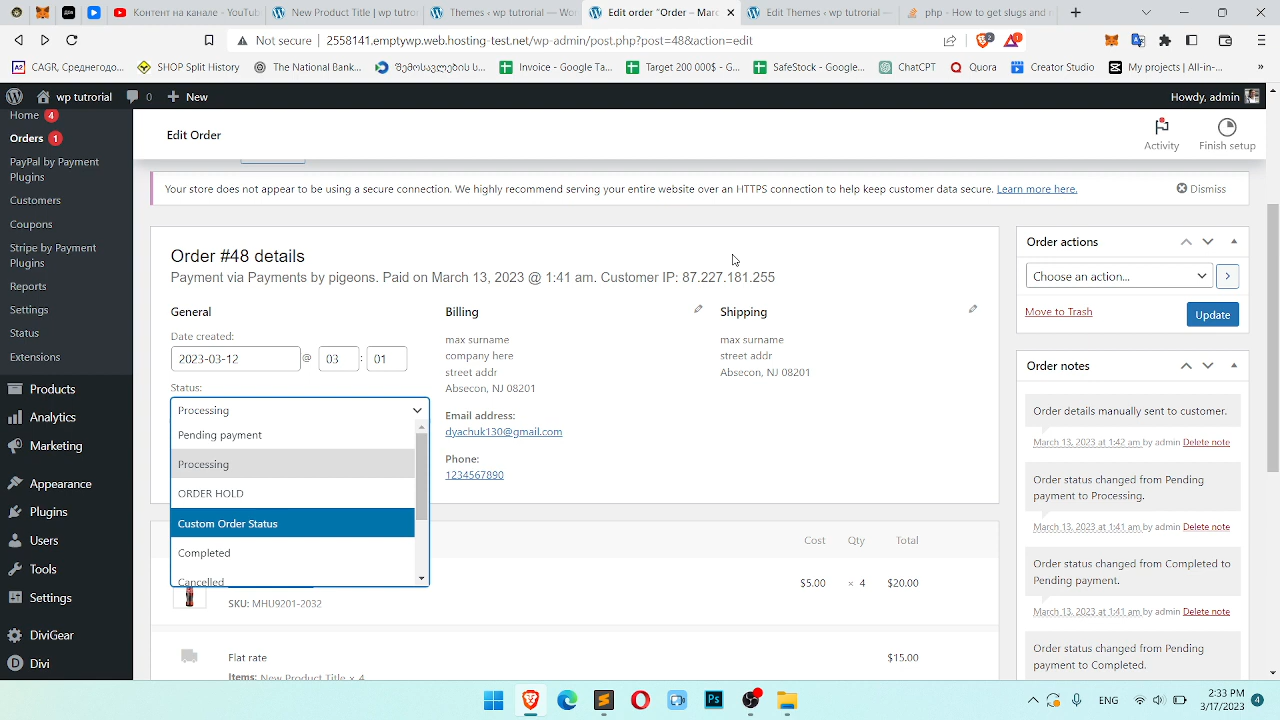 Контент на канале - YouTub
New Product Title | wp tutor
Theme
torial — Wo
Edit order "Order – Marc
Edit
wp tutorial —
php - How to get slugs and r
Not secure
2558141.emptywp.web.hosting-test.net/wp-admin/post.php?post=48&action=edit
2
1
CAGR, Среднегодо...
SHOP Split History
The National Bank...
Invoice - Google Ta...
Target 200 000$ - G...
SafeStock - Google...
ChatGPT
Quora
Creator Studio
My projects | All-in-...
»
wp tutorial
0
New
Howdy, admin
Home 4
Orders 1
PayPal by Payment
Plugins
Customers
Coupons
Stripe by Payment
Plugins
Reports
Settings
Status
Extensions
Products
Analytics
Marketing
Appearance
Plugins
Users
Tools
Settings
DiviGear
Divi
Edit Order
Activity
Finish setup
Your store does not appear to be using a secure connection. We highly recommend serving your entire website over an HTTPS connection to help keep customer data secure. Learn more here.
Dismiss
Order #48 details
Payment via Payments by pigeons. Paid on March 13, 2023 @ 1:41 am. Customer IP: 87.227.181.255
General
Date created:
2023-03-12 @ 03 : 01
Status:
Processing
Pending payment
Processing
ORDER HOLD
Custom Order Status
Completed
Cancelled
Billing
max surname
company here
street addr
Absecon, NJ 08201
Email address:
dyachuk130@gmail.com
Phone:
1234567890
Shipping
max surname
street addr
Absecon, NJ 08201
Cost Qty Total
$5.00 × 4 $20.00
SKU: MHU9201-2032
Flat rate $15.00
Items: New Product Title × 4
Order actions
Choose an action...
Move to Trash
Update
Order notes
Order details manually sent to customer.
March 13, 2023 at 1:42 am by admin Delete note
Order status changed from Pending
payment to Processing.
March 13, 2023 at 1:41 am by admin Delete note
Order status changed from Completed to
Pending payment.
March 13, 2023 at 1:41 am by admin Delete note
Order status changed from Pending
payment to Completed.
ENG
2:33 PM
3/17/2023
4